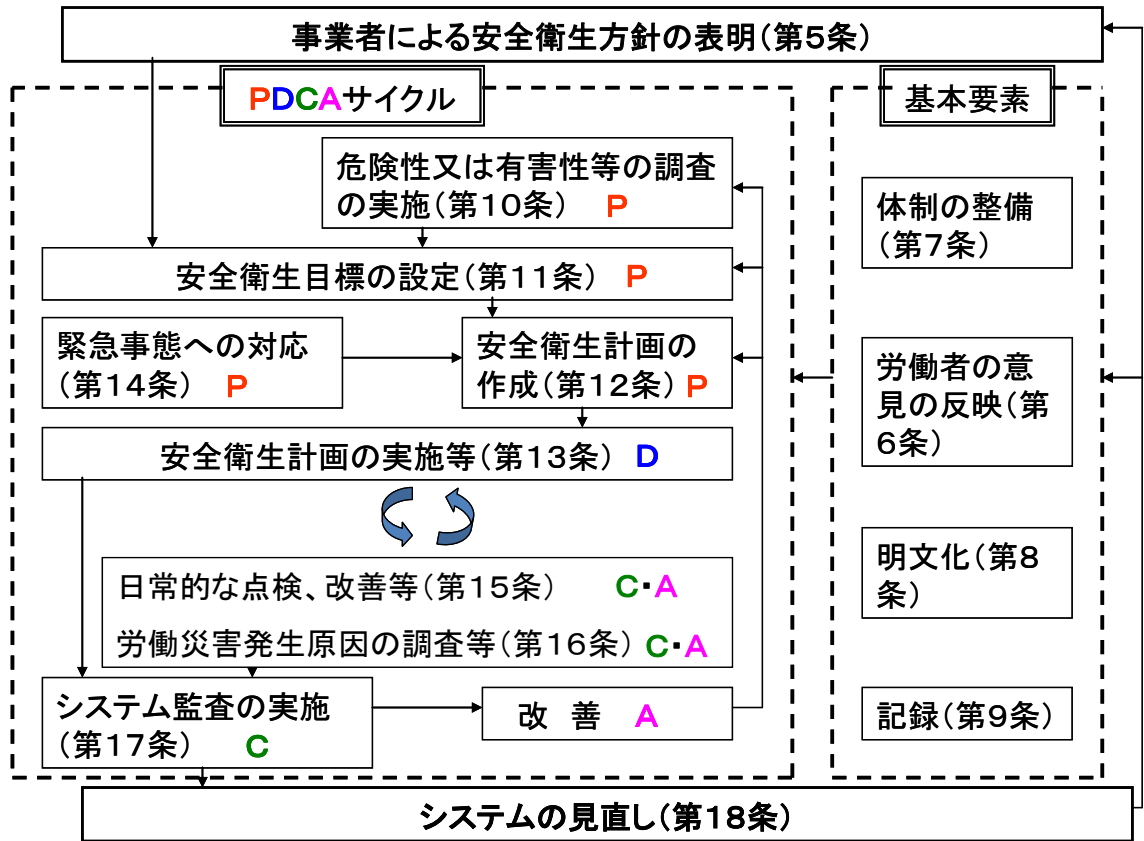 事業者による安全衛生方針の表明(第5条)
PDCAサイクル
基本要素
危険性又は有害性等の調査
の実施(第10条) P
安全衛生目標の設定(第11条) P
緊急事態への対応
(第14条) P
安全衛生計画の
作成(第12条) P
安全衛生計画の実施等(第13条) D
日常的な点検、改善等(第15条) C・A
労働災害発生原因の調査等(第16条) C・A
システム監査の実施
(第17条) C
改 善 A
体制の整備
(第7条)
労働者の意
見の反映(第
6条)
明文化(第8
条)
記録(第9条)
システムの見直し(第18条)